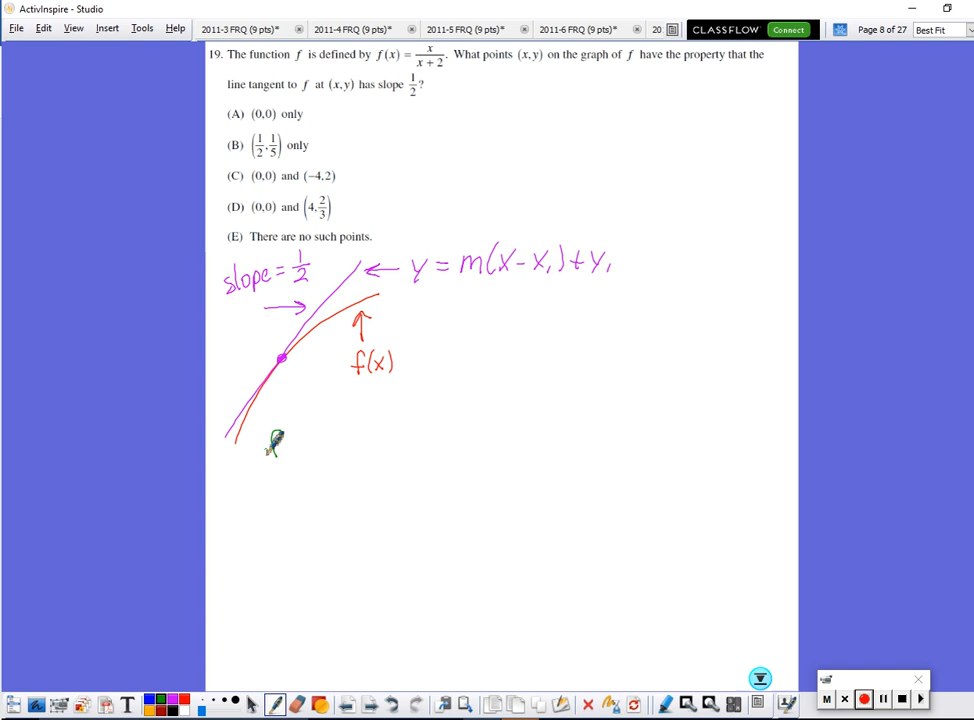 ActivInspire - Studio
File Edit View Insert Tools Help
2011-3 FRQ (9 pts)* 2011-4 FRQ (9 pts)* 2011-5 FRQ (9 pts)* 2011-6 FRQ (9 pts)* 20
CLASSFLOW Connect
Page 8 of 27 Best Fit
19. The function f is defined by f(x) = x/(x + 2). What points (x, y) on the graph of f have the property that the
line tangent to f at (x, y) has slope 1/2?
(A) (0,0) only
(B) (1/2, 1/5) only
(C) (0,0) and (−4,2)
(D) (0,0) and (4, 2/3)
(E) There are no such points.
slope = 1/2
← y = m(x - x₁) + y₁
→
↑
f(x)
T
M